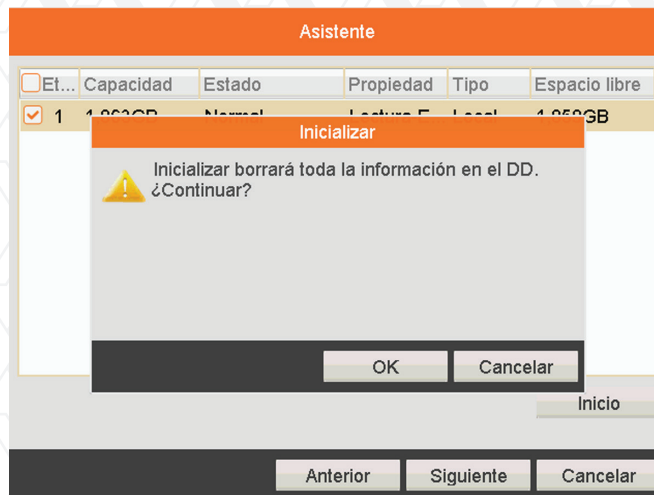 Asistente
Et... Capacidad Estado Propiedad Tipo Espacio libre
1
Inicializar
Inicializar borrará toda la información en el DD.
¿Continuar?
OK Cancelar
Inicio
Anterior Siguiente Cancelar